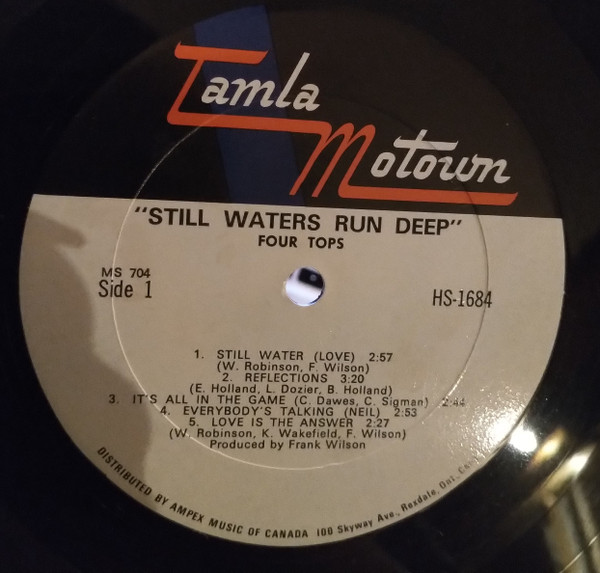 Tamla
Motown
"STILL WATERS RUN DEEP"
FOUR TOPS
MS 704
Side 1
HS-1684
1. STILL WATER (LOVE) 2:57
(W. Robinson, F. Wilson)
2. REFLECTIONS 3:20
(E. Holland, L. Dozier, B. Holland)
3. IT'S ALL IN THE GAME (C. Dawes, C. Sigman) 2:44
4. EVERYBODY'S TALKING (NEIL) 2:53
5. LOVE IS THE ANSWER 2:27
(W. Robinson, K. Wakefield, F. Wilson)
Produced by Frank Wilson
DISTRIBUTED BY AMPEX MUSIC OF CANADA 100 Skyway Ave., Rexdale, Ont.,